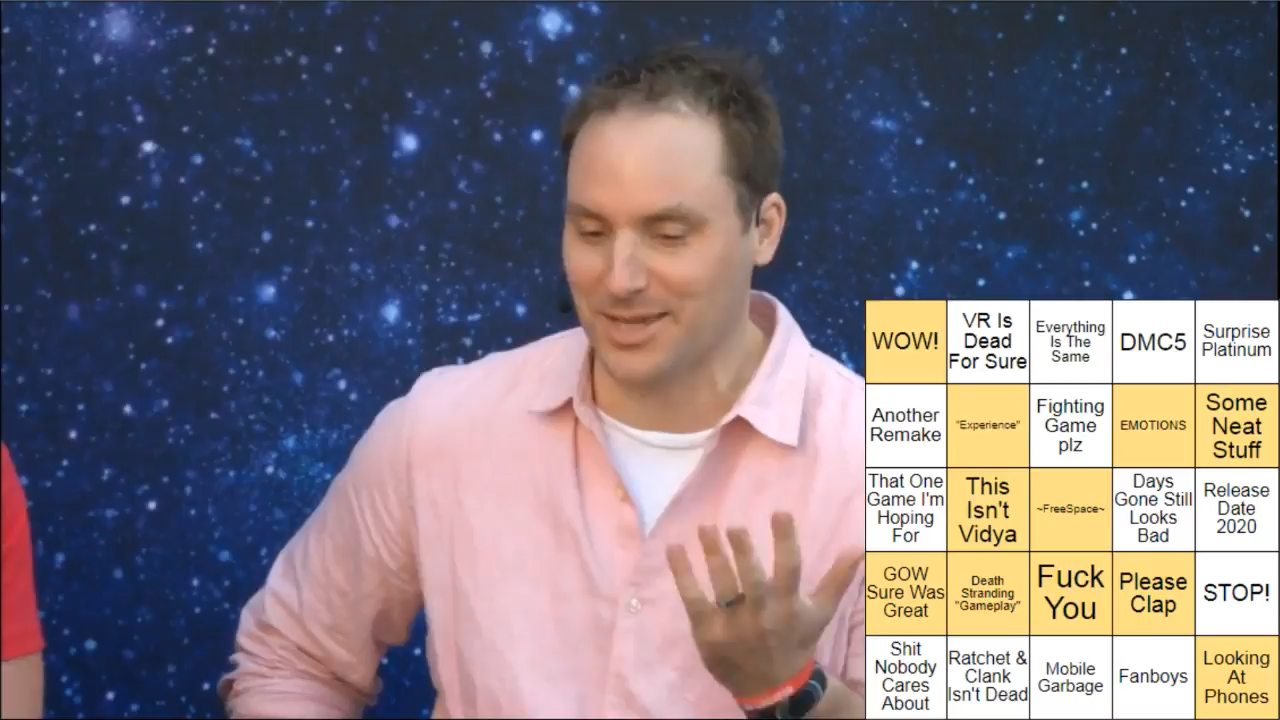 WOW!
VR Is
Dead
For Sure
Everything
Is The
Same
DMC5
Surprise
Platinum
Another
Remake
"Experience"
Fighting
Game
plz
EMOTIONS
Some
Neat
Stuff
That One
Game I'm
Hoping
For
This
Isn't
Vidya
~FreeSpace~
Days
Gone Still
Looks
Bad
Release
Date
2020
GOW
Sure Was
Great
Death
Stranding
"Gameplay"
Fuck
You
Please
Clap
STOP!
Shit
Nobody
Cares
About
Ratchet &
Clank
Isn't Dead
Mobile
Garbage
Fanboys
Looking
At
Phones